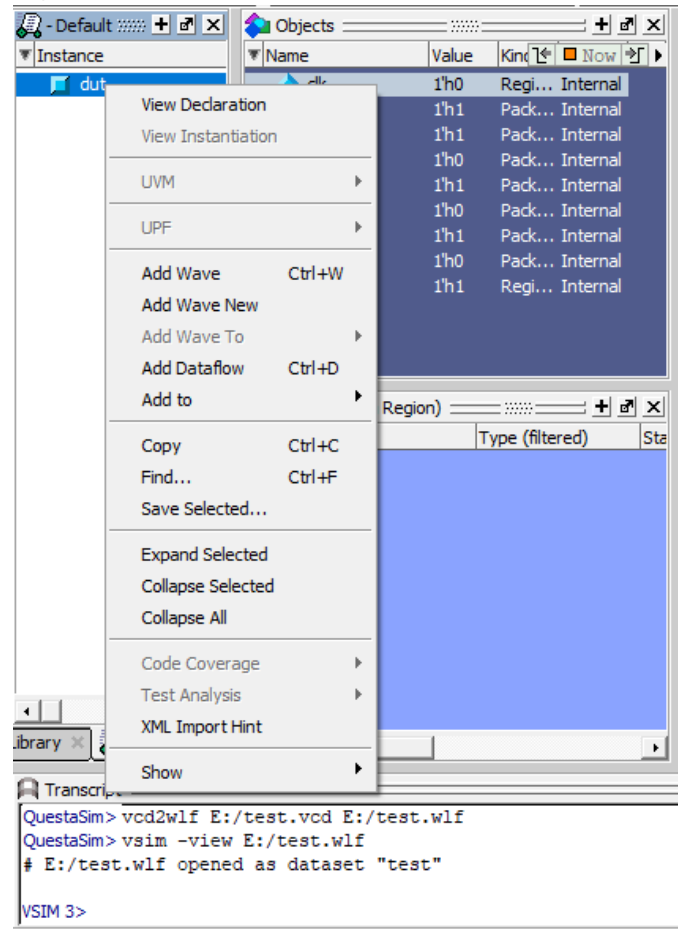 - Default
Instance
dut
Objects
Name Value Kind Now
clk 1'h0 Regi... Internal
1'h1 Pack... Internal
1'h1 Pack... Internal
1'h0 Pack... Internal
1'h1 Pack... Internal
1'h0 Pack... Internal
1'h1 Pack... Internal
1'h0 Pack... Internal
1'h1 Regi... Internal
View Declaration
View Instantiation
UVM
UPF
Add Wave Ctrl+W
Add Wave New
Add Wave To
Add Dataflow Ctrl+D
Add to
Copy Ctrl+C
Find... Ctrl+F
Save Selected...
Expand Selected
Collapse Selected
Collapse All
Code Coverage
Test Analysis
XML Import Hint
Show
Region)
Type (filtered) Sta
Library
Transcript
QuestaSim> vcd2wlf E:/test.vcd E:/test.wlf
QuestaSim> vsim -view E:/test.wlf
# E:/test.wlf opened as dataset "test"
VSIM 3>